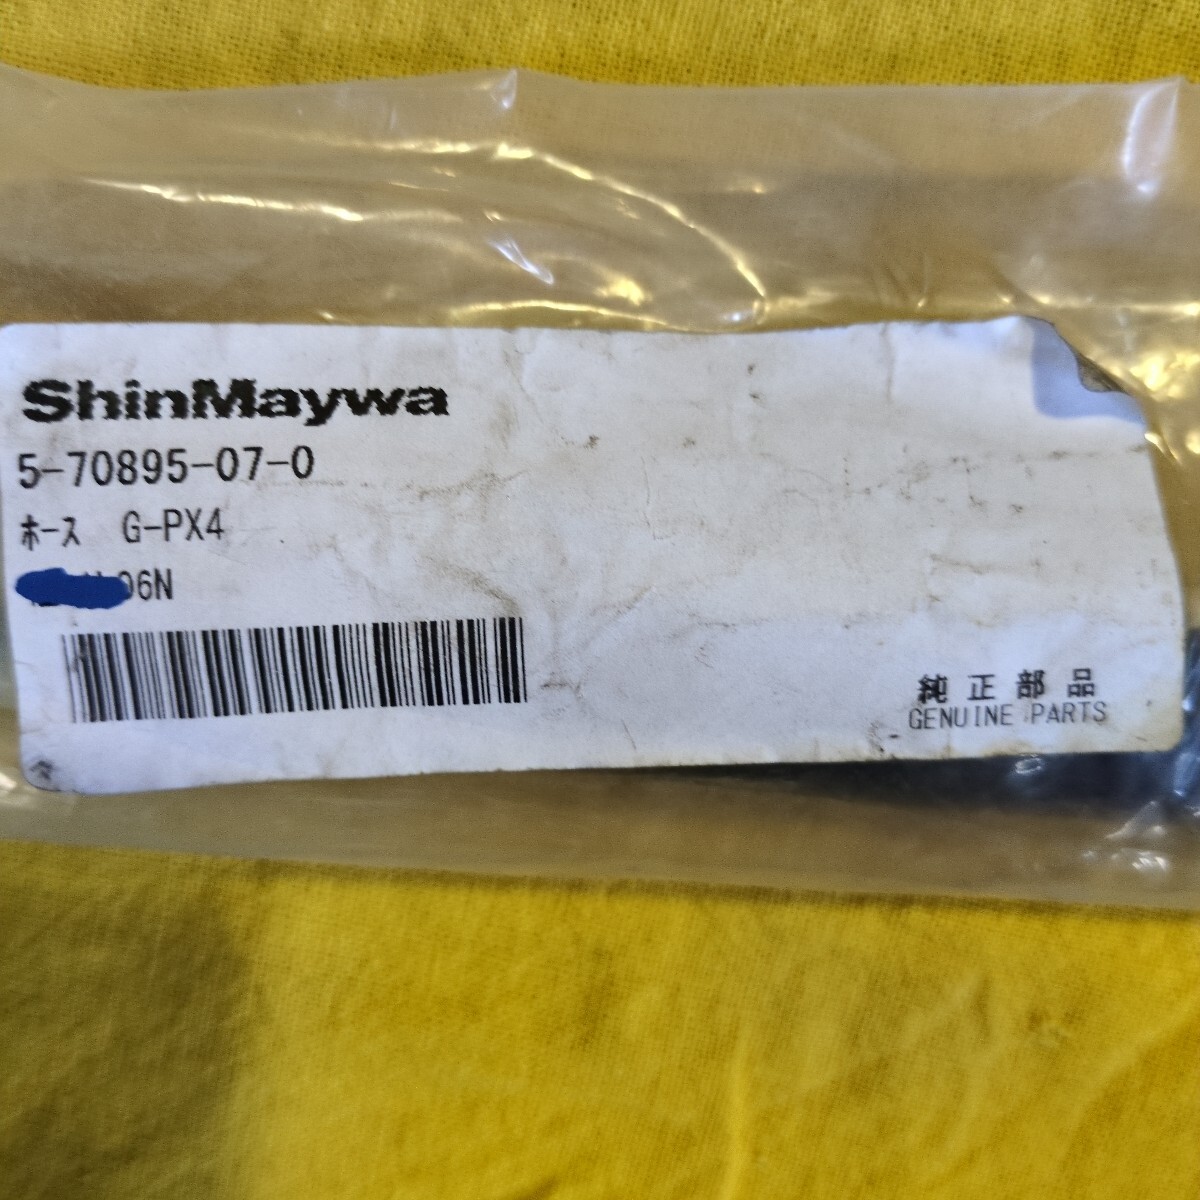 ShinMaywa
5-70895-07-0
ﾎｰｽ G-PX4
06N
純正部品
GENUINE PARTS